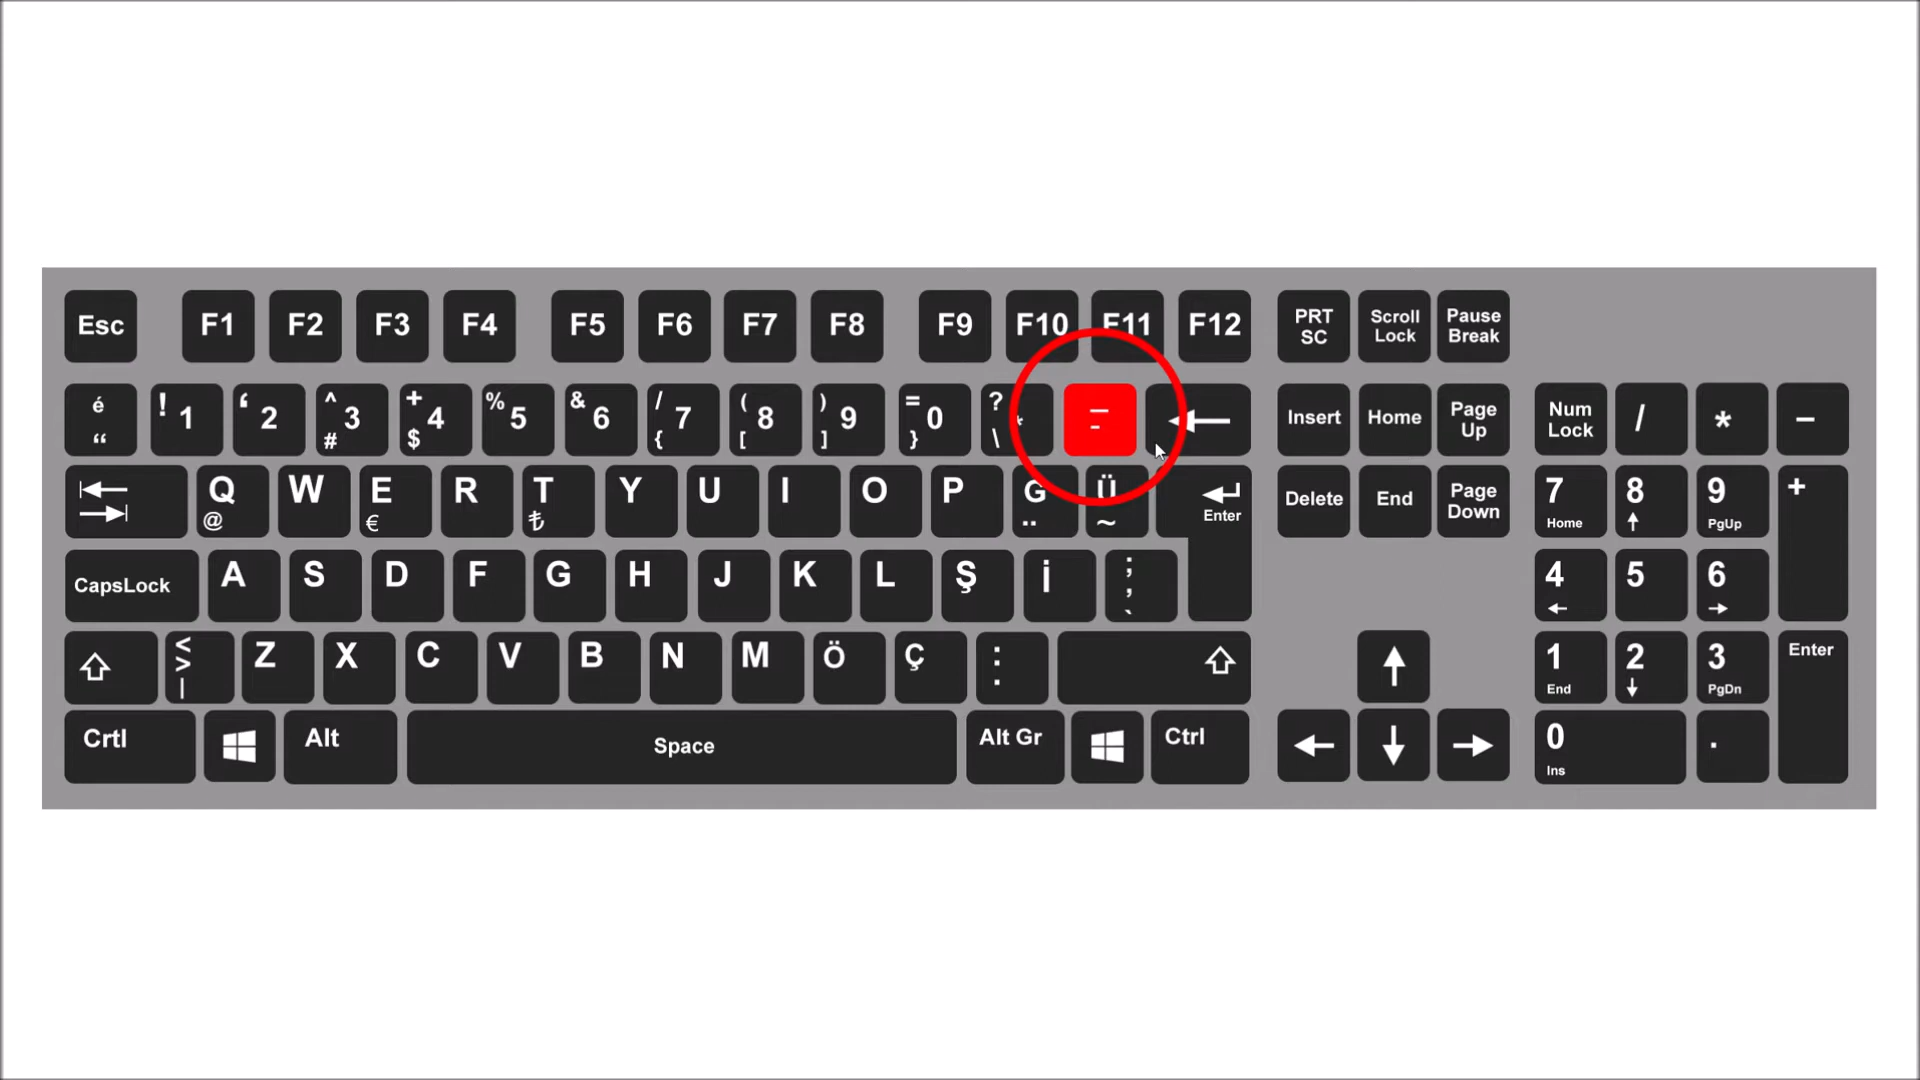 Esc F1 F2 F3 F4 F5 F6 F7 F8 F9 F10 F11 F12 PRT SC Scroll Lock Pause Break
é “ ! 1 ‘ 2 ^ 3 # + 4 $ % 5 & 6 / 7 { ( 8 [ ) 9 ] = 0 } ? * \ _ - Insert Home Page Up Num Lock / * -
Q @ W E € R T ₺ Y U I O P G ¨ Ü ~ Enter Delete End Page Down 7 Home 8 9 PgUp +
CapsLock A S D F G H J K L Ş İ ; , ` 4 5 6
< > | Z X C V B N M Ö Ç : . 1 End 2 3 PgDn Enter
Crtl Alt Space Alt Gr Ctrl 0 Ins .